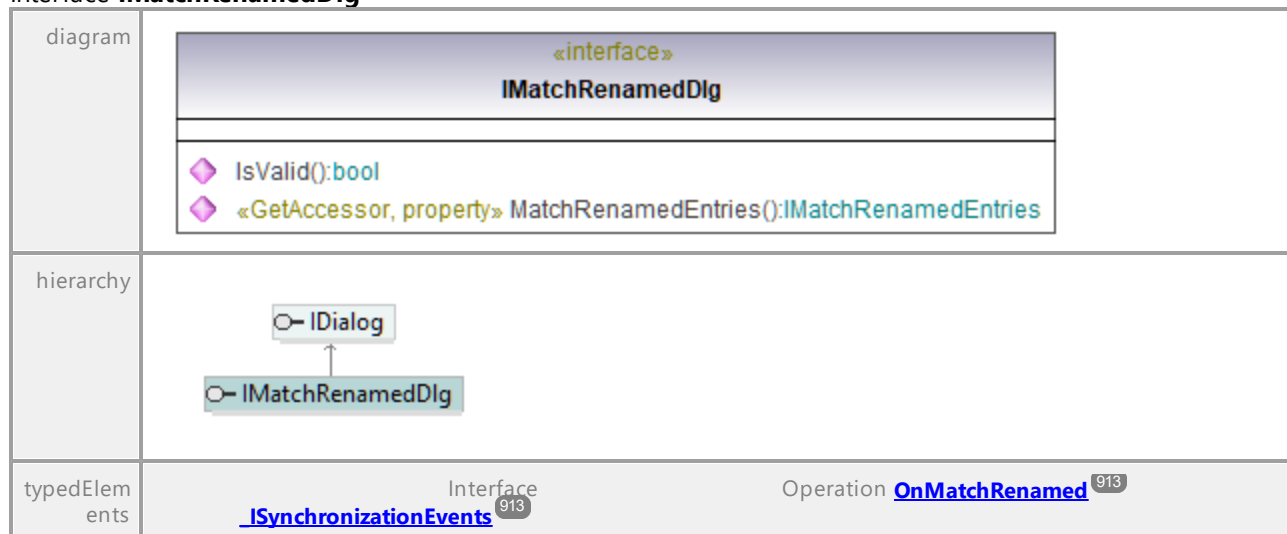 interface IMatchRenamedDlg
diagram
«interface»
IMatchRenamedDlg
IsValid():bool
«GetAccessor, property» MatchRenamedEntries():IMatchRenamedEntries
hierarchy
IDialog
IMatchRenamedDlg
typedElem
ents
Interface
_ISynchronizationEvents 913
Operation OnMatchRenamed 913